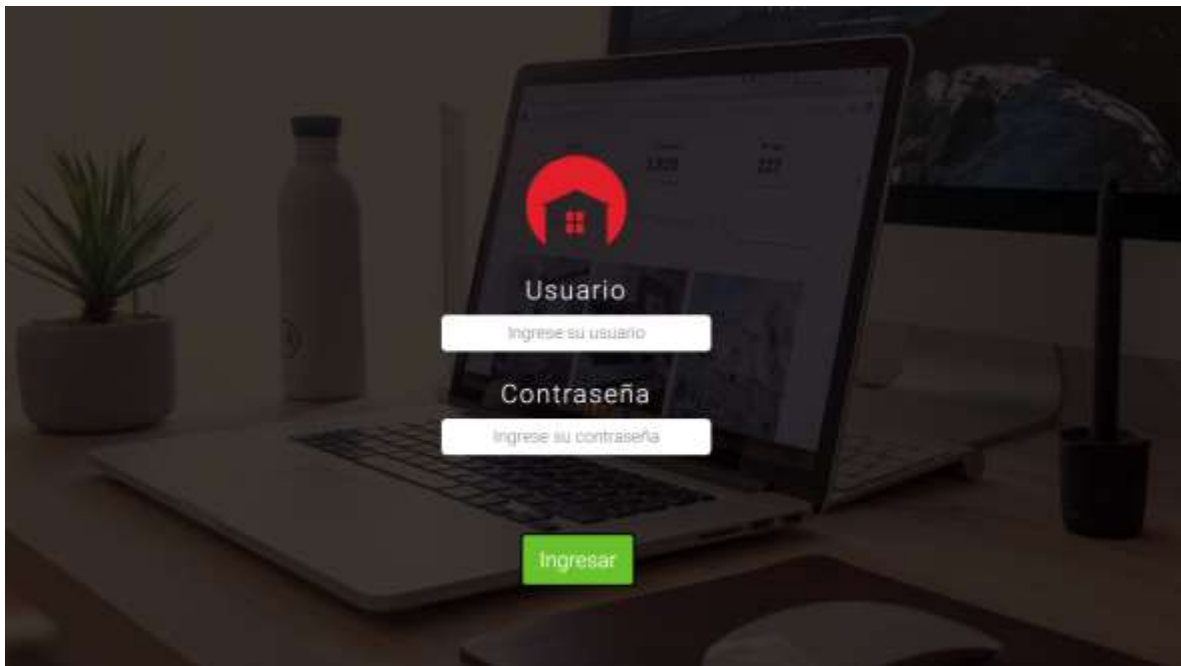 Usuario
Ingrese su usuario
Contraseña
Ingrese su contraseña
Ingresar